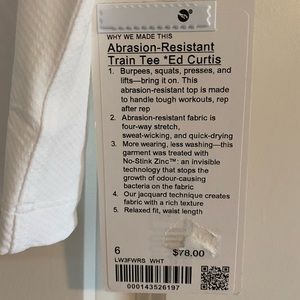 WHY WE MADE THIS
Abrasion-Resistant
Train Tee *Ed Curtis
1. Burpees, squats, presses, and
lifts—bring it on. This
abrasion-resistant top is made
to handle tough workouts, rep
after rep
2. Abrasion-resistant fabric is
four-way stretch,
sweat-wicking, and quick-drying
3. More wearing, less washing—this
garment was treated with
No-Stink Zinc™: an invisible
technology that stops the
growth of odour-causing
bacteria on the fabric
4. Our jacquard technique creates
fabric with a rich texture
5. Relaxed fit, waist length
6 $78.00
LW3FWRS WHT
000143526197